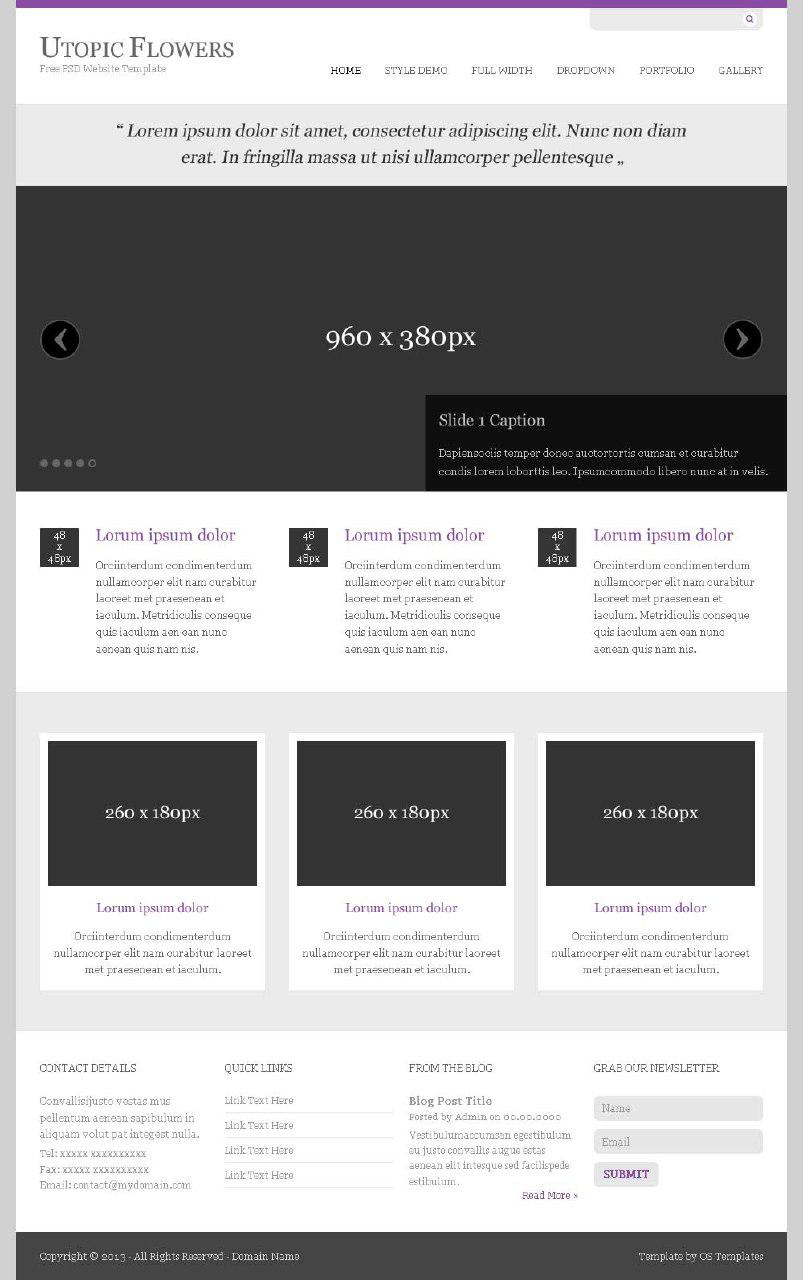 Utopic Flowers
Free PSD Website Template
HOME STYLE DEMO FULL WIDTH DROPDOWN PORTFOLIO GALLERY
“ Lorem ipsum dolor sit amet, consectetur adipiscing elit. Nunc non diam
erat. In fringilla massa ut nisi ullamcorper pellentesque „
960 x 380px
Slide 1 Caption
Dapiensociis temper donec auctortortis cumsan et curabitur
condis lorem loborttis leo. Ipsumcommodo libero nunc at in velis.
48
x
48px
Lorum ipsum dolor
Orciinterdum condimenterdum
nullamcorper elit nam curabitur
laoreet met praesenean et
iaculum. Metridiculis conseque
quis iaculum aen ean nunc
aenean quis nam nis.
48
x
48px
Lorum ipsum dolor
Orciinterdum condimenterdum
nullamcorper elit nam curabitur
laoreet met praesenean et
iaculum. Metridiculis conseque
quis iaculum aen ean nunc
aenean quis nam nis.
48
x
48px
Lorum ipsum dolor
Orciinterdum condimenterdum
nullamcorper elit nam curabitur
laoreet met praesenean et
iaculum. Metridiculis conseque
quis iaculum aen ean nunc
aenean quis nam nis.
260 x 180px
Lorum ipsum dolor
Orciinterdum condimenterdum
nullamcorper elit nam curabitur laoreet
met praesenean et iaculum.
260 x 180px
Lorum ipsum dolor
Orciinterdum condimenterdum
nullamcorper elit nam curabitur laoreet
met praesenean et iaculum.
260 x 180px
Lorum ipsum dolor
Orciinterdum condimenterdum
nullamcorper elit nam curabitur laoreet
met praesenean et iaculum.
CONTACT DETAILS
Convallisijusto vestas mus
pellentum aenean sapibulum in
aliquam volut pat integest nulla.
Tel: xxxxx xxxxxxxxxx
Fax: xxxxx xxxxxxxxxx
Email: contact@mydomain.com
QUICK LINKS
Link Text Here
Link Text Here
Link Text Here
Link Text Here
FROM THE BLOG
Blog Post Title
Posted by Admin on 00.00.0000
Vestibulumaccumsan egestibulum
eu justo convallis augue estas
aenean elit intesque sed facilispede
estibulum.
Read More »
GRAB OUR NEWSLETTER
Name
Email
SUBMIT
Copyright © 2013 - All Rights Reserved - Domain Name
Template by OS Templates